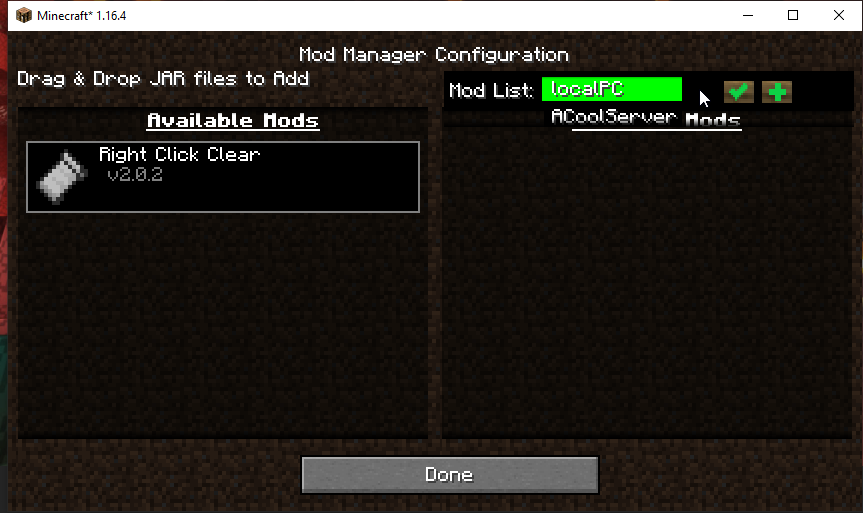 Minecraft* 1.16.4
Mod Manager Configuration
Drag & Drop JAR files to Add
Mod List: localPC
ACoolServer Mods
Available Mods
Right Click Clear
v2.0.2
Done